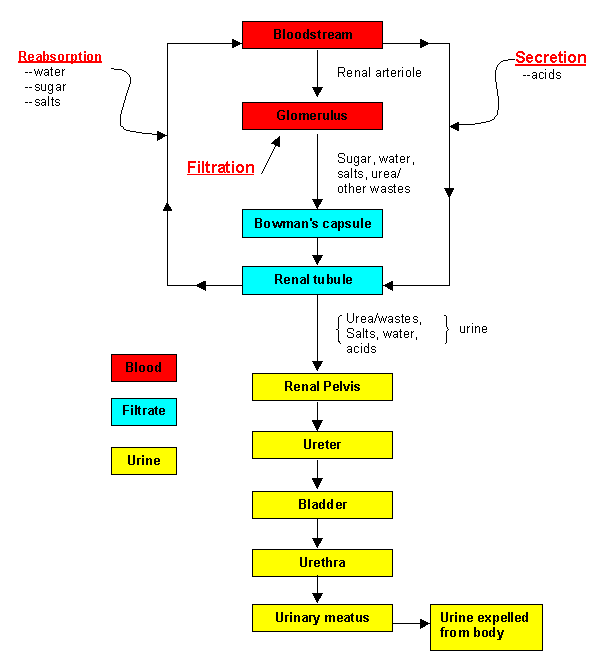 Bloodstream
Reabsorption
--water
--sugar
--salts
Renal arteriole
Secretion
--acids
Glomerulus
Filtration
Sugar, water,
salts, urea/
other wastes
Bowman's capsule
Renal tubule
Urea/wastes,
Salts, water,
acids
urine
Blood
Filtrate
Urine
Renal Pelvis
Ureter
Bladder
Urethra
Urinary meatus
Urine expelled
from body